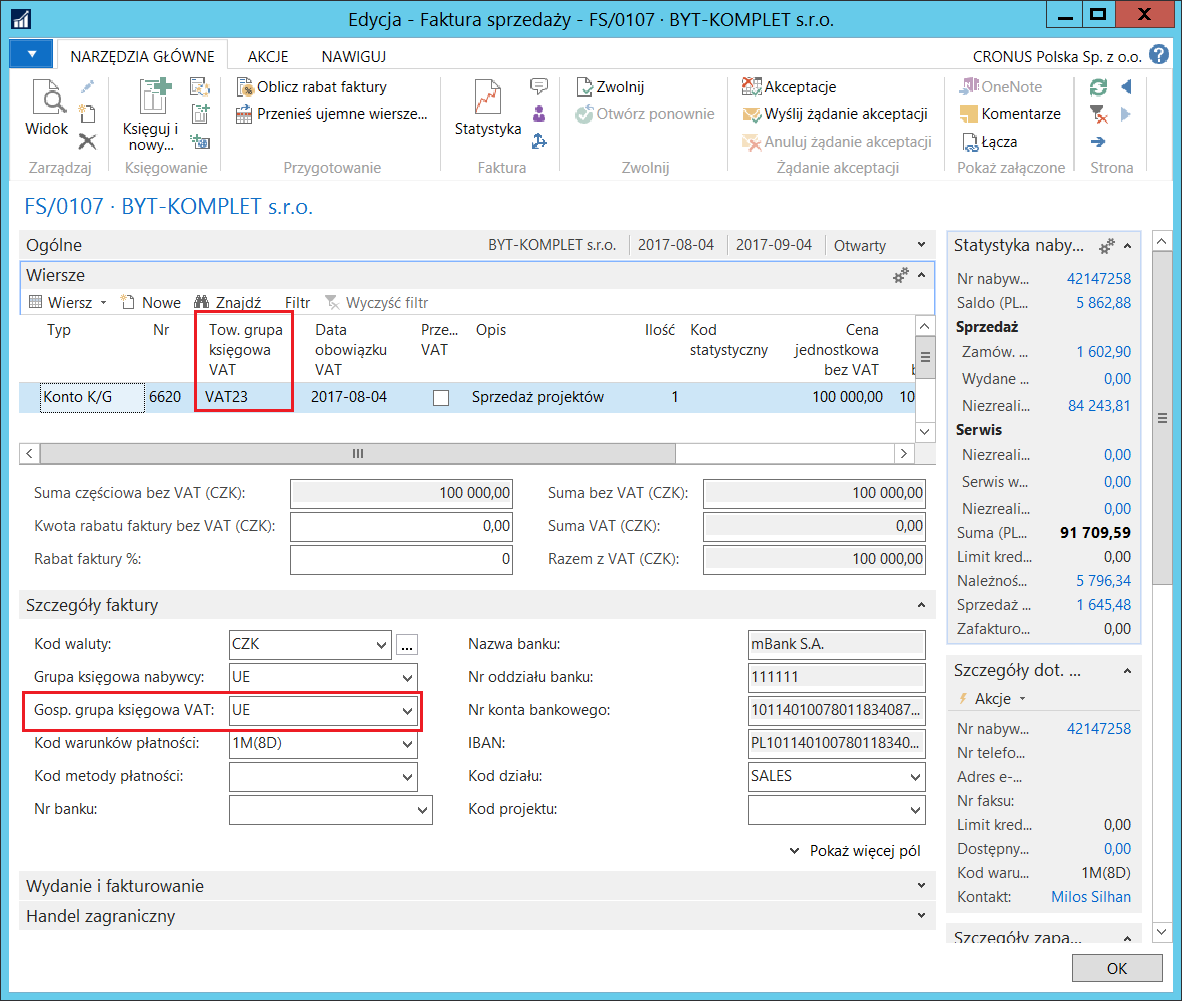 Edycja - Faktura sprzedaży - FS/0107 · BYT-KOMPLET s.r.o.
NARZĘDZIA GŁÓWNE AKCJE NAWIGUJ CRONUS Polska Sp. z o.o.
Widok
Zarządzaj
Księguj i
nowy...
Księgowanie
Oblicz rabat faktury
Przenieś ujemne wiersze...
Przygotowanie
Statystyka
Faktura
Zwolnij
Otwórz ponownie
Zwolnij
Akceptacje
Wyślij żądanie akceptacji
Anuluj żądanie akceptacji
Żądanie akceptacji
OneNote
Komentarze
Łącza
Pokaż załączone
Strona
FS/0107 · BYT-KOMPLET s.r.o.
Ogólne BYT-KOMPLET s.r.o. 2017-08-04 2017-09-04 Otwarty
Wiersze
Wiersz Nowe Znajdź Filtr Wyczyść filtr
Typ Nr Tow. grupa księgowa VAT Data obowiązku VAT Prze... VAT Opis Ilość Kod statystyczny Cena jednostkowa bez VAT
Konto K/G 6620 VAT23 2017-08-04 Sprzedaż projektów 1 100 000,00 10
Suma częściowa bez VAT (CZK): 100 000,00 Suma bez VAT (CZK): 100 000,00
Kwota rabatu faktury bez VAT (CZK): 0,00 Suma VAT (CZK): 0,00
Rabat faktury %: 0 Razem z VAT (CZK): 100 000,00
Szczegóły faktury
Kod waluty: CZK ... Nazwa banku: mBank S.A.
Grupa księgowa nabywcy: UE Nr oddziału banku: 111111
Gosp. grupa księgowa VAT: UE Nr konta bankowego: 10114010078011834087...
Kod warunków płatności: 1M(8D) IBAN: PL101140100780118340...
Kod metody płatności: Kod działu: SALES
Nr banku: Kod projektu:
Pokaż więcej pól
Wydanie i fakturowanie
Handel zagraniczny
Statystyka naby...
Nr nabyw... 42147258
Saldo (PL... 5 862,88
Sprzedaż
Zamów. ... 1 602,90
Wydane ... 0,00
Niezreali... 84 243,81
Serwis
Niezreali... 0,00
Serwis w... 0,00
Niezreali... 0,00
Suma (PL... 91 709,59
Limit kred... 0,00
Należnoś... 5 796,34
Sprzedaż ... 1 645,48
Zafakturo... 0,00
Szczegóły dot. ...
Akcje
Nr nabyw... 42147258
Nr telefo...
Adres e-...
Nr faksu:
Limit kred... 0,00
Dostępny... 0,00
Kod waru... 1M(8D)
Kontakt: Milos Silhan
Szczegóły zapa...
OK